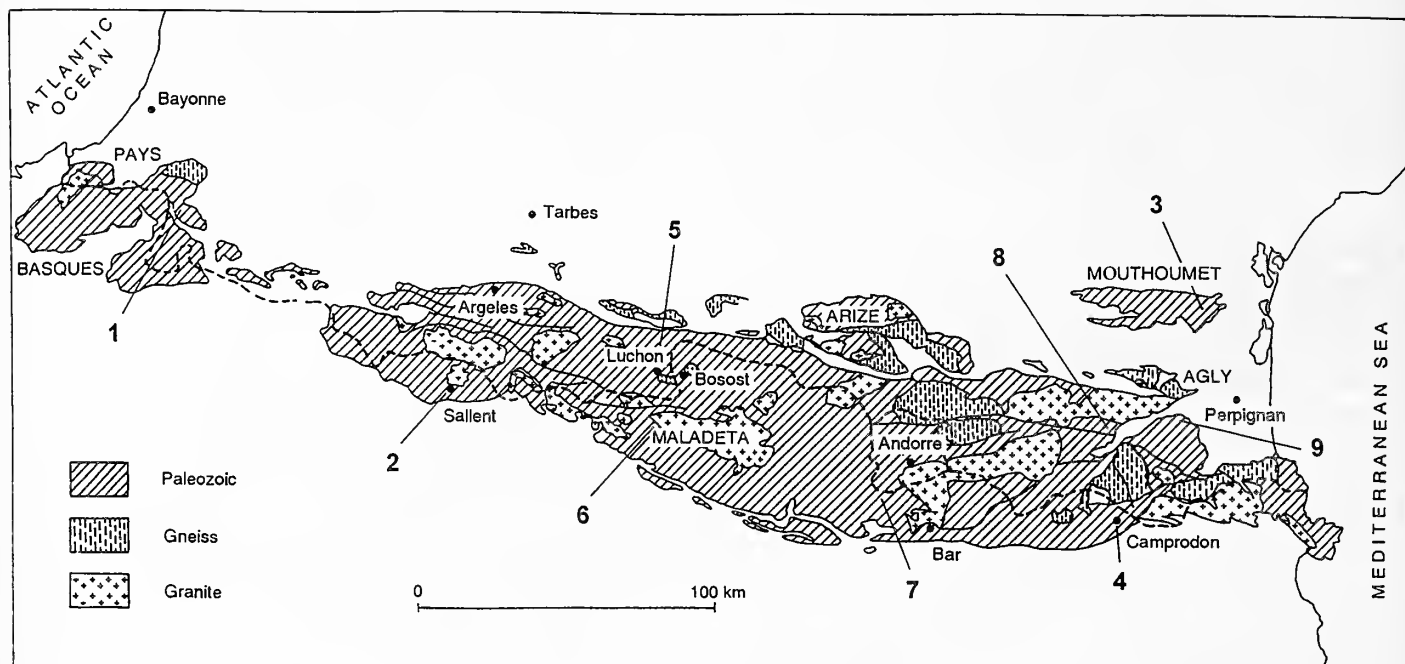 ATLANTIC
OCEAN
Bayonne
PAYS
BASQUES
1
Tarbes
5
3
8
MOUTHOUMET
Argeles
ARIZE
Luchon
Bosost
AGLY
Perpignan
Sallent
2
MALADETA
Andorre
9
6
Paleozoic
Gneiss
Granite
0
100 km
7
Bar
4
Camprodon
MEDITERRANEAN SEA